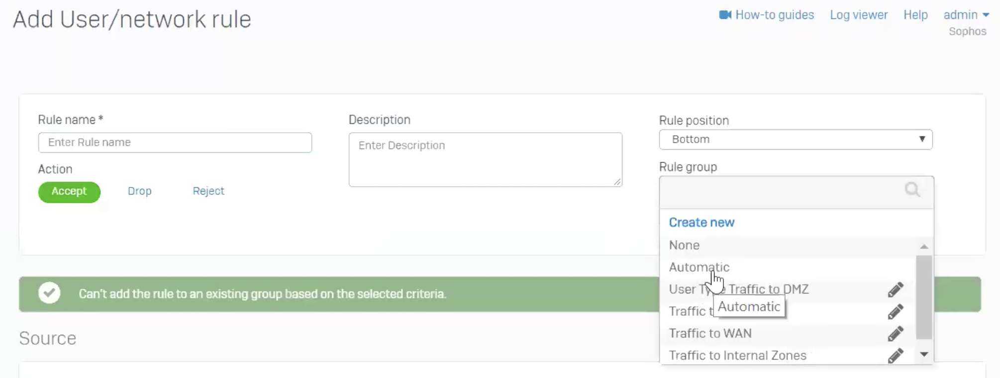 Add User/network rule
How-to guides
Log viewer
Help
admin
Sophos
Rule name *
Enter Rule name
Action
Accept
Drop
Reject
Description
Enter Description
Rule position
Bottom
Rule group
Create new
None
Automatic
User Ty Traffic to DMZ
Automatic
Traffic t
Traffic to WAN
Traffic to Internal Zones
Can't add the rule to an existing group based on the selected criteria.
Source